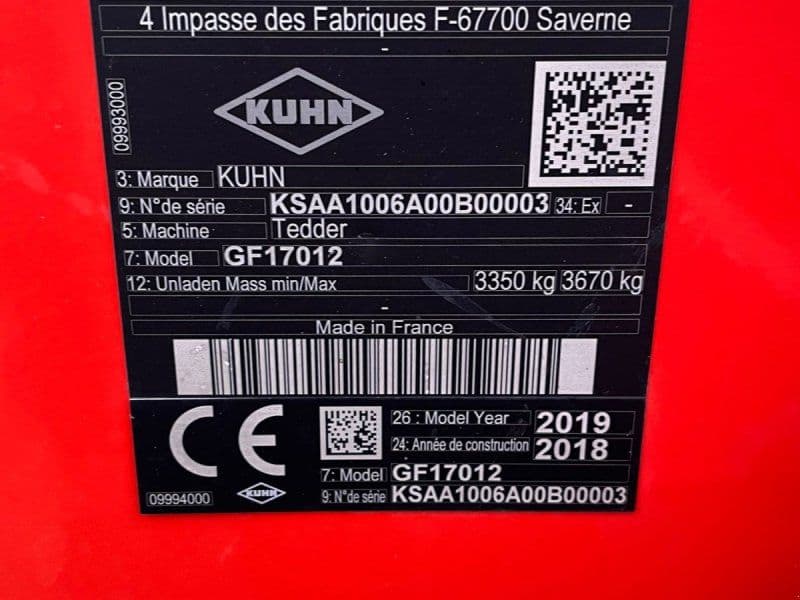 4 Impasse des Fabriques F-67700 Saverne
-
09993000
KUHN
3: Marque KUHN
9: N°de série KSAA1006A00B00003 34: Ex -
5: Machine Tedder
7: Model GF17012
12: Unladen Mass min/Max 3350 kg 3670 kg
-
Made in France
CE
26 : Model Year 2019
24: Année de construction 2018
7: Model GF17012
9: N°de série KSAA1006A00B00003
09994000
KUHN